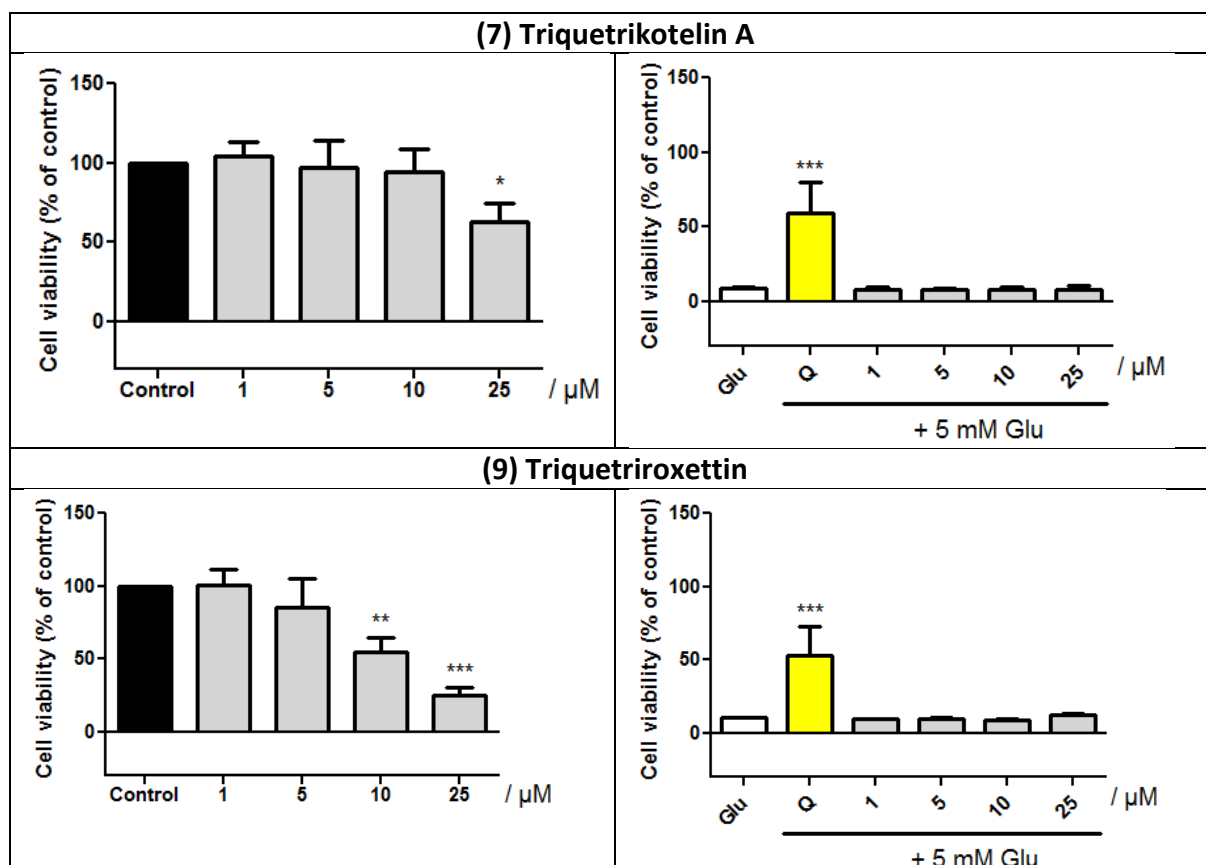 (7) Triquetrikotelin A
Cell viability (% of control)
150
100
50
0
*
Control 1 5 10 25 / µM
Cell viability (% of control)
150
100
50
0
***
Glu Q 1 5 10 25 / µM
+ 5 mM Glu
(9) Triquetriroxettin
Cell viability (% of control)
150
100
50
0
**
***
Control 1 5 10 25 / µM
Cell viability (% of control)
150
100
50
0
***
Glu Q 1 5 10 25 / µM
+ 5 mM Glu